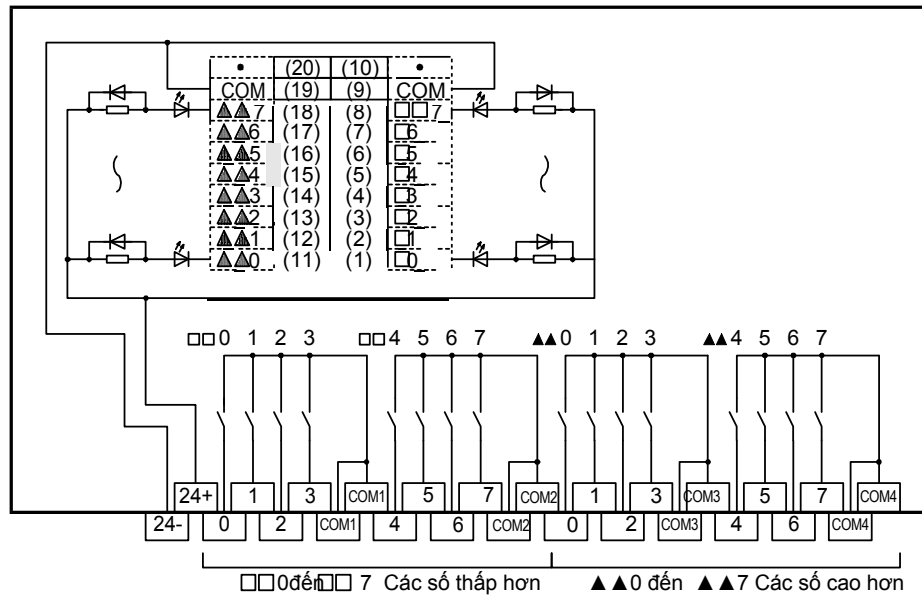 • (20) (10) •
COM (19) (9) COM
▲▲7 (18) (8) □□7
▲▲6 (17) (7) □6
▲▲5 (16) (6) □5
▲▲4 (15) (5) □4
▲▲3 (14) (4) □3
▲▲2 (13) (3) □2
▲▲1 (12) (2) □1
▲▲0 (11) (1) □0
□□0 1 2 3 □□4 5 6 7 ▲▲0 1 2 3 ▲▲4 5 6 7
24+ 1 3 COM1 5 7 COM2 1 3 COM3 5 7 COM4
24- 0 2 COM1 4 6 COM2 0 2 COM3 4 6 COM4
□□0đến□□ 7 Các số thấp hơn ▲▲0 đến ▲▲7 Các số cao hơn